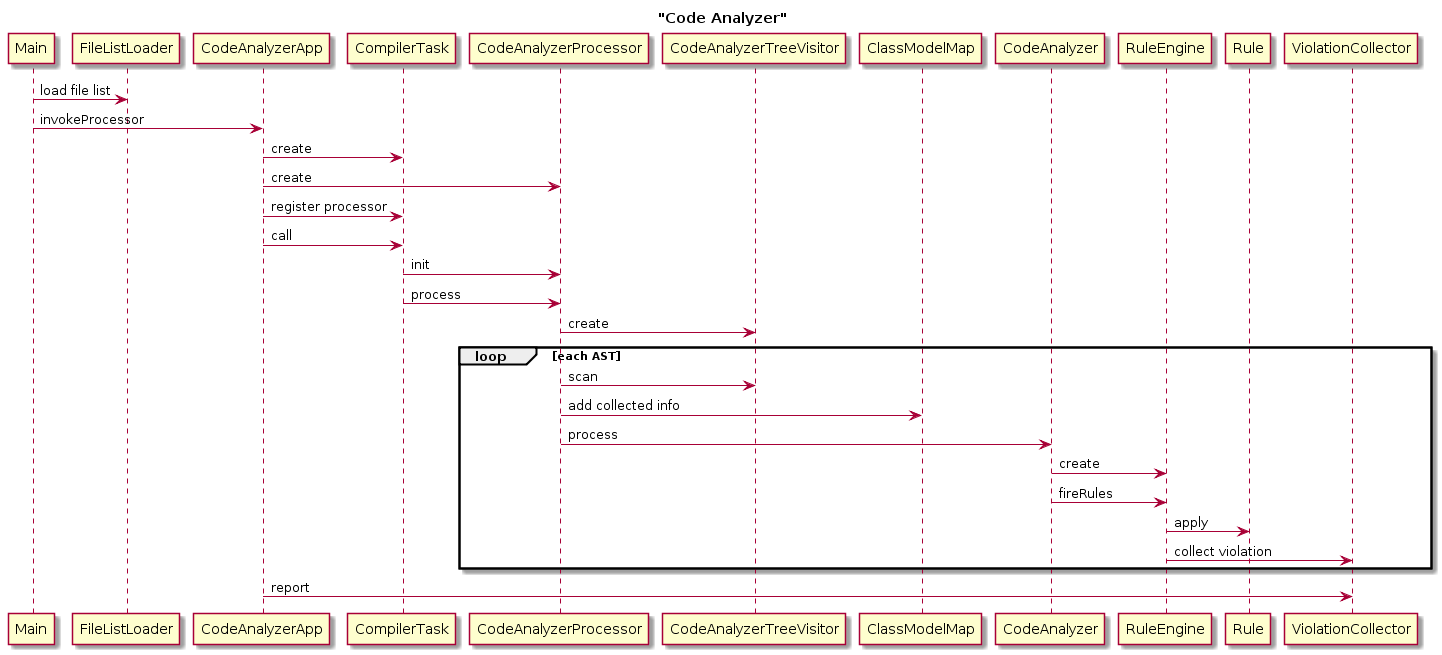 "Code Analyzer"
Main FileListLoader CodeAnalyzerApp CompilerTask CodeAnalyzerProcessor CodeAnalyzerTreeVisitor ClassModelMap CodeAnalyzer RuleEngine Rule ViolationCollector
load file list
invokeProcessor
create
create
register processor
call
init
process
create
loop [each AST]
scan
add collected info
process
create
fireRules
apply
collect violation
report
Main FileListLoader CodeAnalyzerApp CompilerTask CodeAnalyzerProcessor CodeAnalyzerTreeVisitor ClassModelMap CodeAnalyzer RuleEngine Rule ViolationCollector